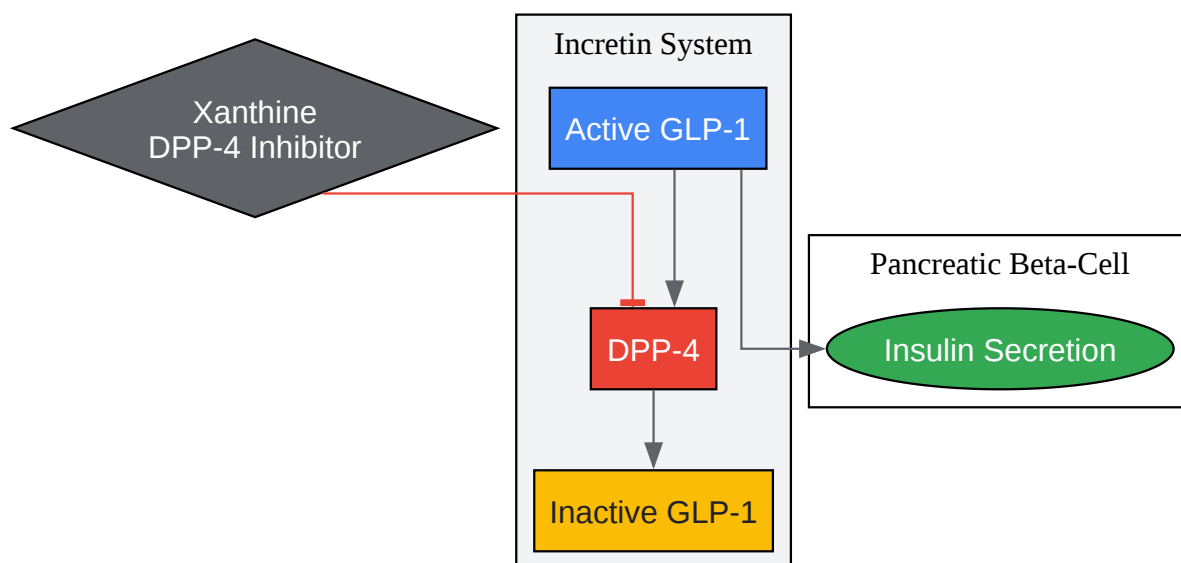 Incretin System
Xanthine
DPP-4 Inhibitor
Active GLP-1
Pancreatic Beta-Cell
DPP-4
Insulin Secretion
Inactive GLP-1